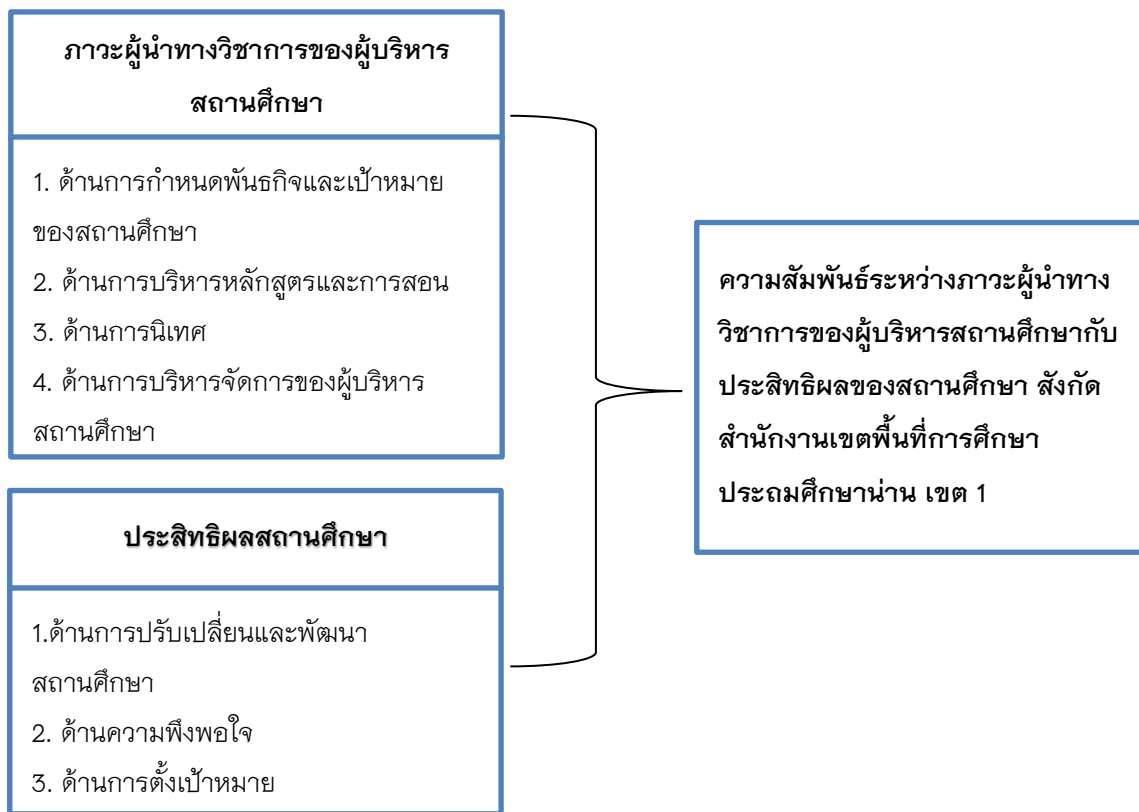 ภาวะผู้นำทางวิชาการของผู้บริหาร
สถานศึกษา
1. ด้านการกำหนดพันธกิจและเป้าหมาย
ของสถานศึกษา
2. ด้านการบริหารหลักสูตรและการสอน
3. ด้านการนิเทศ
4. ด้านการบริหารจัดการของผู้บริหาร
สถานศึกษา
ประสิทธิผลสถานศึกษา
1.ด้านการปรับเปลี่ยนและพัฒนา
สถานศึกษา
2. ด้านความพึงพอใจ
3. ด้านการตั้งเป้าหมาย
ความสัมพันธ์ระหว่างภาวะผู้นำทาง
วิชาการของผู้บริหารสถานศึกษากับ
ประสิทธิผลของสถานศึกษา สังกัด
สำนักงานเขตพื้นที่การศึกษา
ประถมศึกษาน่าน เขต 1